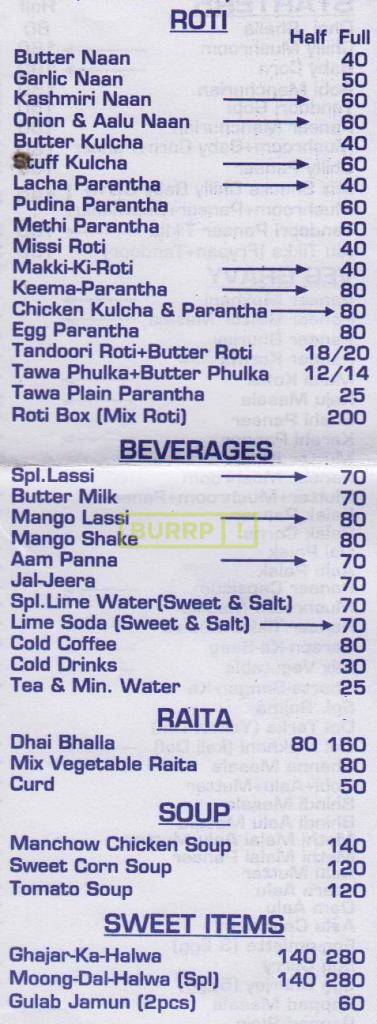 ROTI
Half Full
Butter Naan 40
Garlic Naan 50
Kashmiri Naan 60
Onion & Aalu Naan 60
Butter Kulcha 40
Stuff Kulcha 60
Lacha Parantha 40
Pudina Parantha 60
Methi Parantha 60
Missi Roti 40
Makki-Ki-Roti 40
Keema-Parantha 80
Chicken Kulcha & Parantha 80
Egg Parantha 80
Tandoori Roti+Butter Roti 18/20
Tawa Phulka+Butter Phulka 12/14
Tawa Plain Parantha 25
Roti Box (Mix Roti) 200
BEVERAGES
Spl.Lassi 70
Butter Milk 70
Mango Lassi 80
BURRP!
Mango Shake 80
Aam Panna 70
Jal-Jeera 70
Spl.Lime Water(Sweet & Salt) 70
Lime Soda (Sweet & Salt) 70
Cold Coffee 80
Cold Drinks 30
Tea & Min. Water 25
RAITA
Dhai Bhalla 80 160
Mix Vegetable Raita 80
Curd 50
SOUP
Manchow Chicken Soup 140
Sweet Corn Soup 120
Tomato Soup 120
SWEET ITEMS
Ghajar-Ka-Halwa 140 280
Moong-Dal-Halwa (Spl) 160 320
Gulab Jamun (2pcs) 60